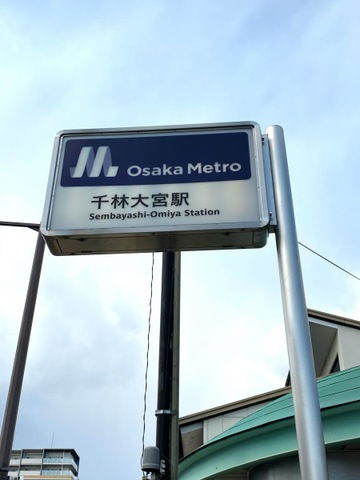 Osaka Metro
千林大宮駅
Sembayashi-Omiya Station